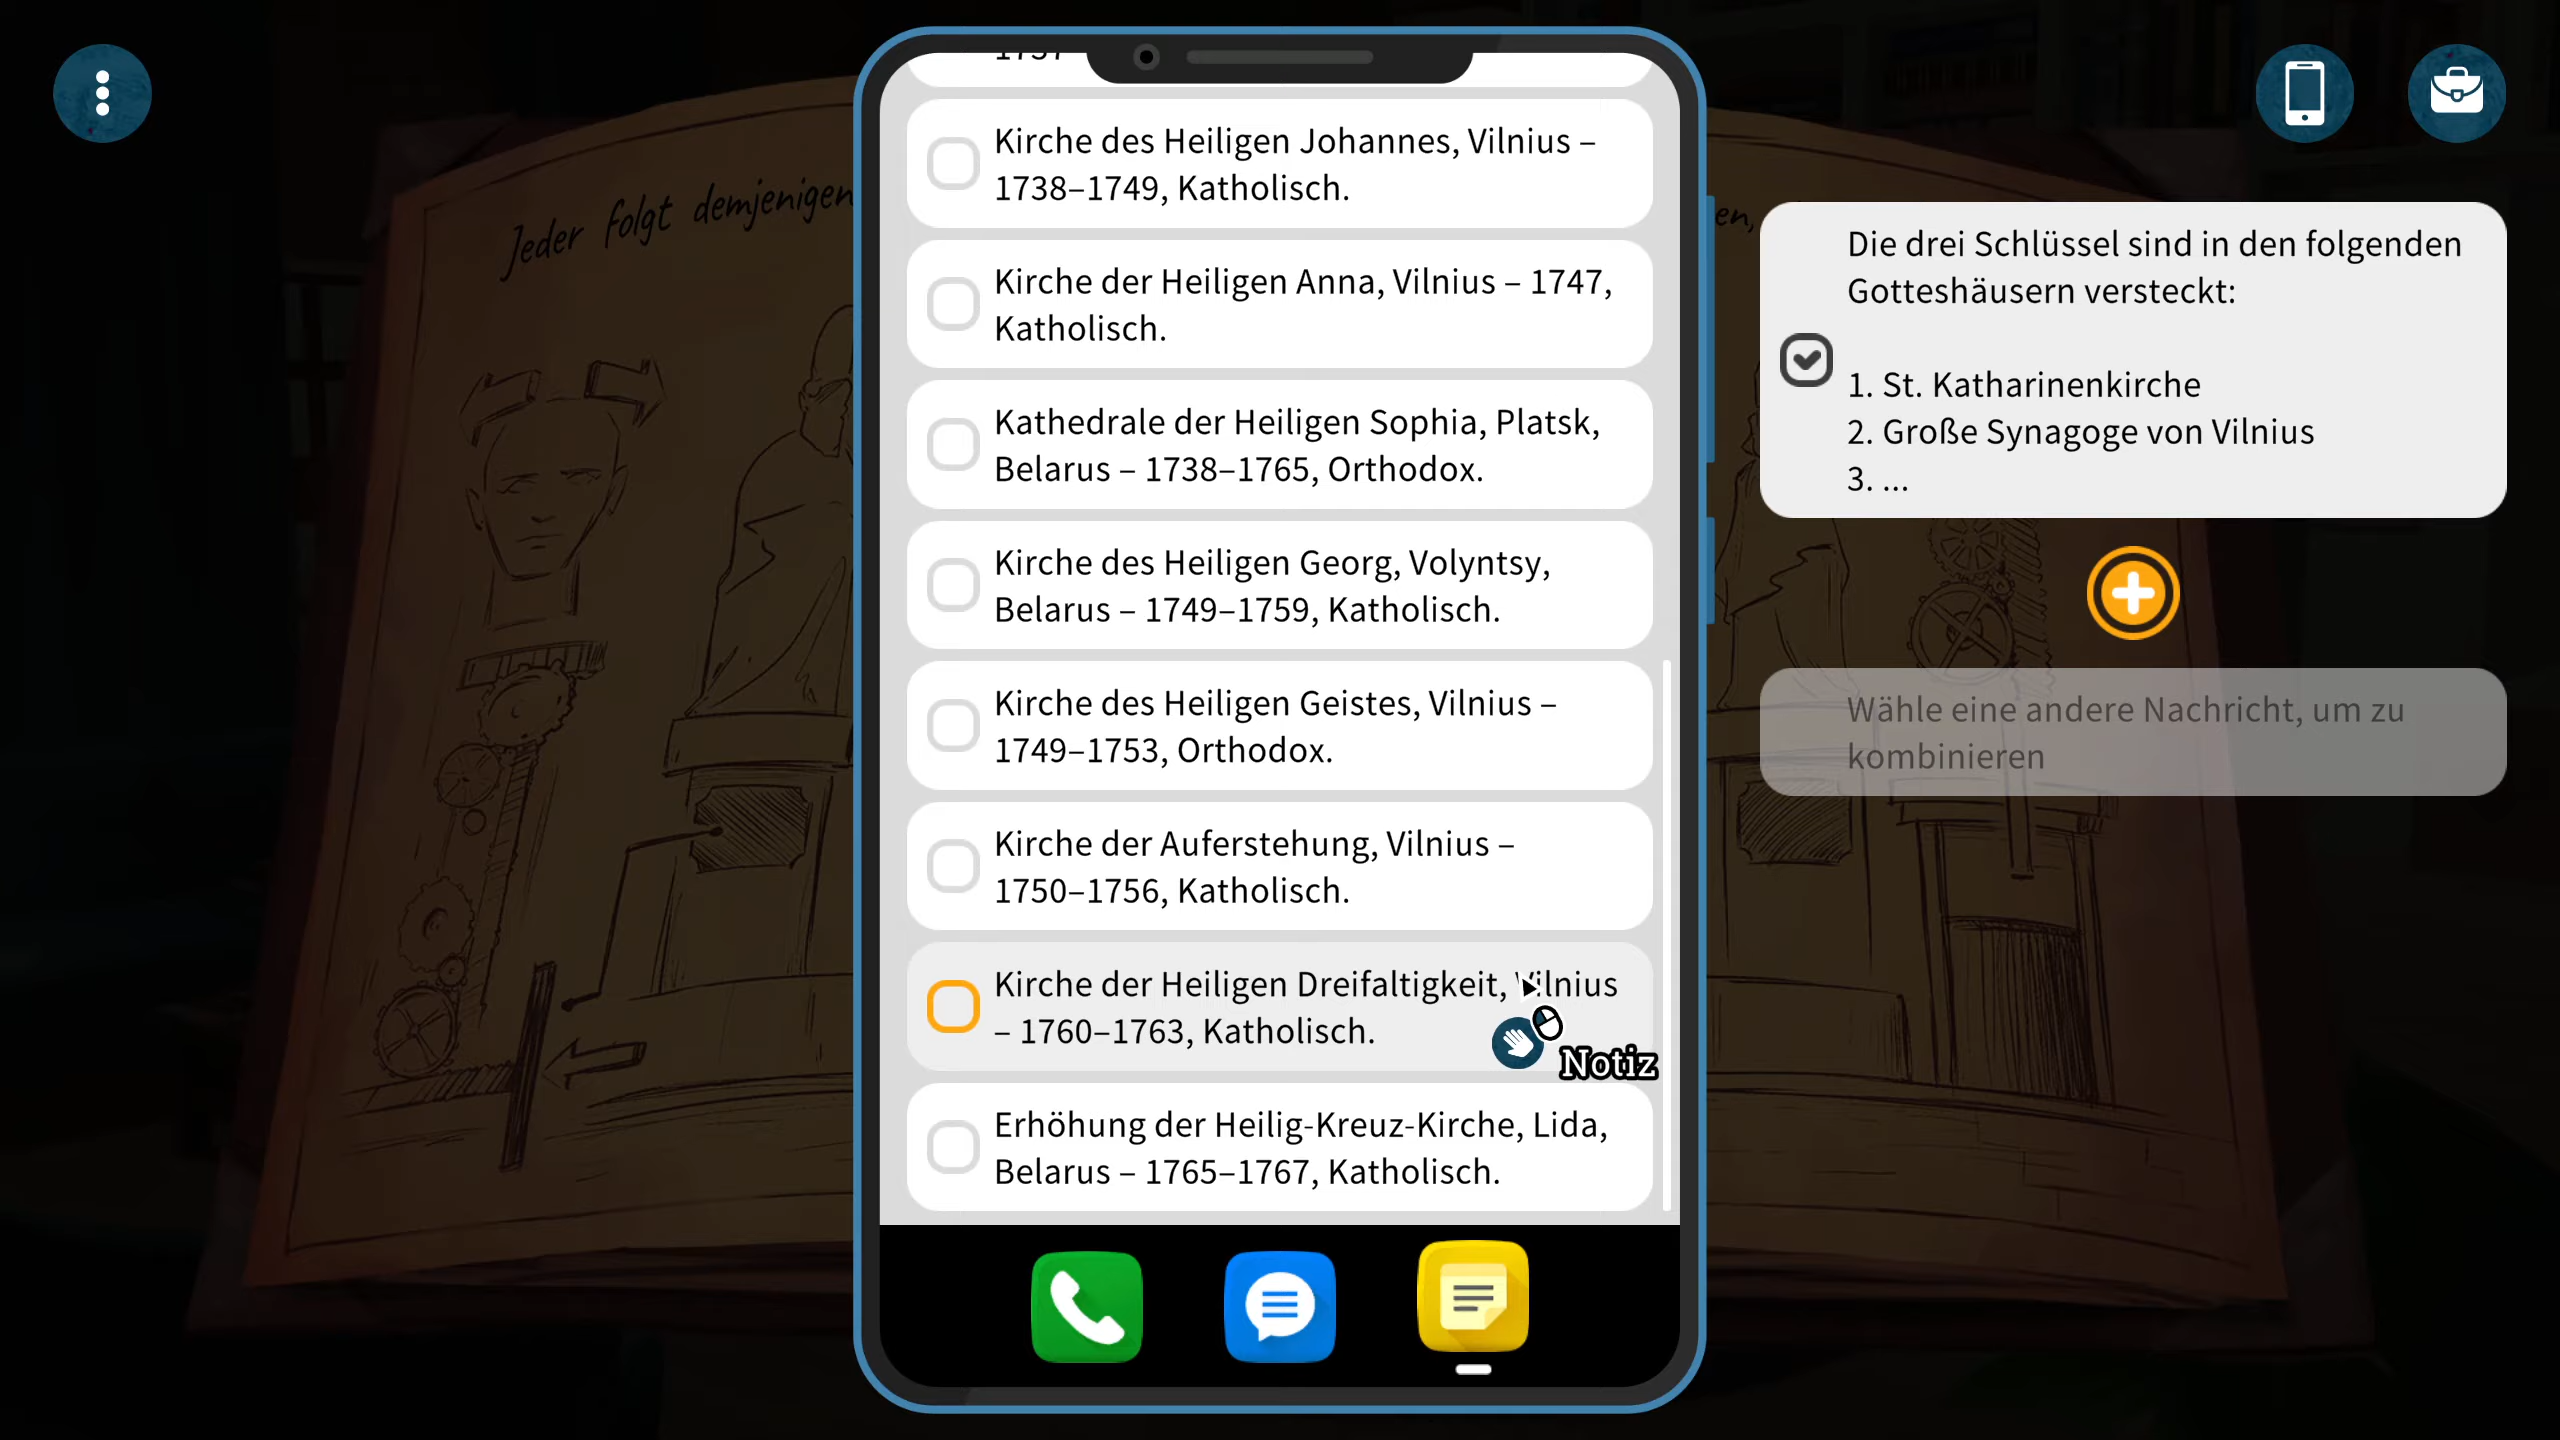 1737
Kirche des Heiligen Johannes, Vilnius –
1738–1749, Katholisch.
Kirche der Heiligen Anna, Vilnius – 1747,
Katholisch.
Kathedrale der Heiligen Sophia, Platsk,
Belarus – 1738–1765, Orthodox.
Kirche des Heiligen Georg, Volyntsy,
Belarus – 1749–1759, Katholisch.
Kirche des Heiligen Geistes, Vilnius –
1749–1753, Orthodox.
Kirche der Auferstehung, Vilnius –
1750–1756, Katholisch.
Kirche der Heiligen Dreifaltigkeit, Vilnius
– 1760–1763, Katholisch.
Notiz
Erhöhung der Heilig-Kreuz-Kirche, Lida,
Belarus – 1765–1767, Katholisch.
Die drei Schlüssel sind in den folgenden
Gotteshäusern versteckt:
1. St. Katharinenkirche
2. Große Synagoge von Vilnius
3. ...
Wähle eine andere Nachricht, um zu
kombinieren
Jeder folgt demjenigen